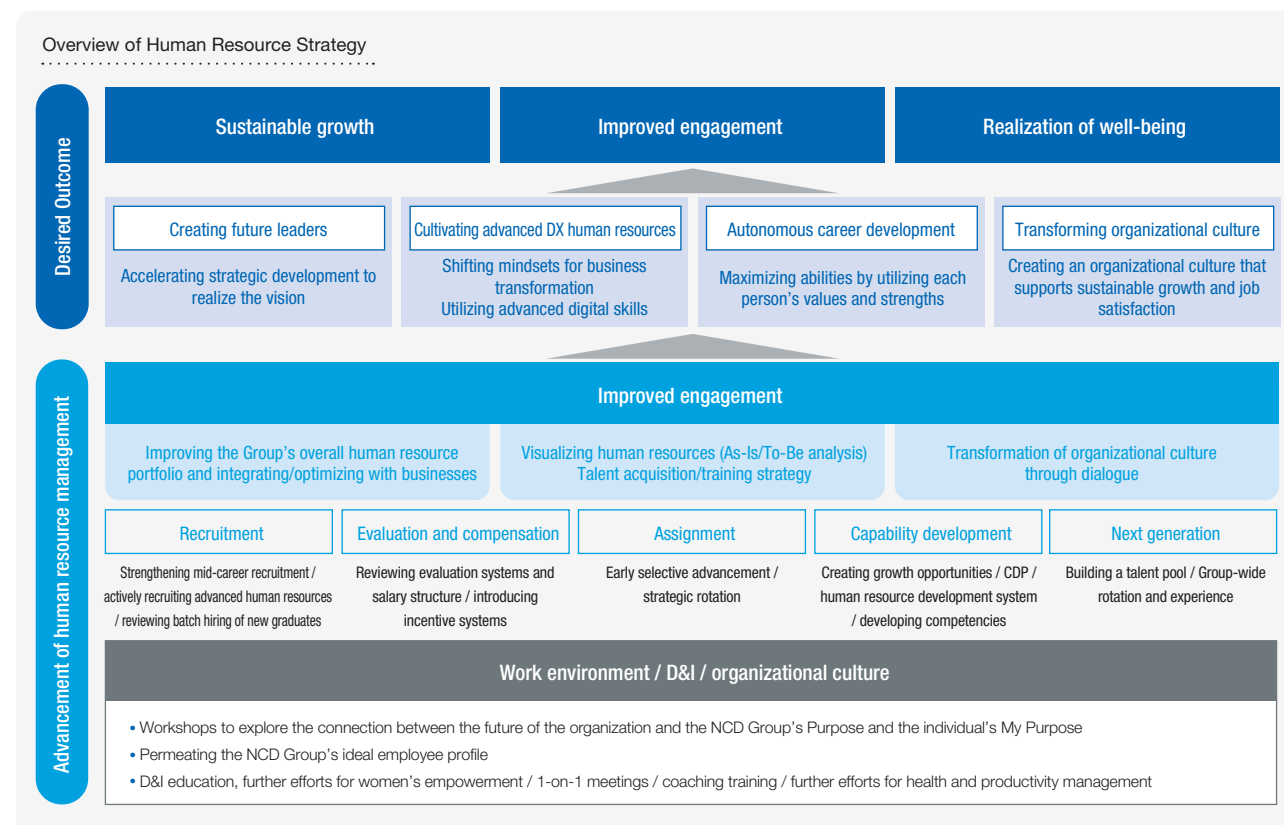 Overview of Human Resource Strategy
Desired Outcome
Sustainable growth
Improved engagement
Realization of well-being
Creating future leaders
Accelerating strategic development to
realize the vision
Cultivating advanced DX human resources
Shifting mindsets for business
transformation
Utilizing advanced digital skills
Autonomous career development
Maximizing abilities by utilizing each
person's values and strengths
Transforming organizational culture
Creating an organizational culture that
supports sustainable growth and job
satisfaction
Advancement of human resource management
Improved engagement
Improving the Group's overall human resource
portfolio and integrating/optimizing with businesses
Visualizing human resources (As-Is/To-Be analysis)
Talent acquisition/training strategy
Transformation of organizational culture
through dialogue
Recruitment
Strengthening mid-career recruitment /
actively recruiting advanced human resources
/ reviewing batch hiring of new graduates
Evaluation and compensation
Reviewing evaluation systems and
salary structure / introducing
incentive systems
Assignment
Early selective advancement /
strategic rotation
Capability development
Creating growth opportunities / CDP /
human resource development system
/ developing competencies
Next generation
Building a talent pool / Group-wide
rotation and experience
Work environment / D&I / organizational culture
• Workshops to explore the connection between the future of the organization and the NCD Group's Purpose and the individual's My Purpose
• Permeating the NCD Group's ideal employee profile
• D&I education, further efforts for women's empowerment / 1-on-1 meetings / coaching training / further efforts for health and productivity management